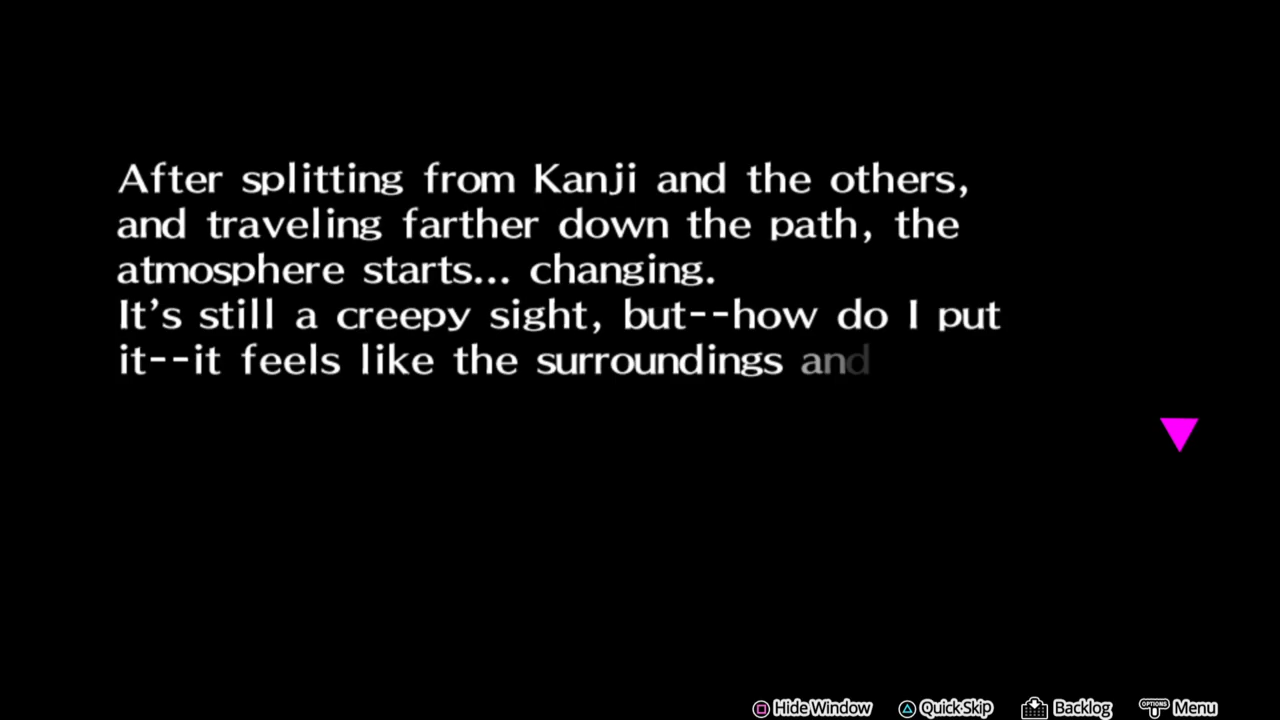 After splitting from Kanji and the others,
and traveling farther down the path, the
atmosphere starts... changing.
It's still a creepy sight, but--how do I put
it--it feels like the surroundings and
Hide Window
Quick Skip
Backlog
OPTIONS
Menu